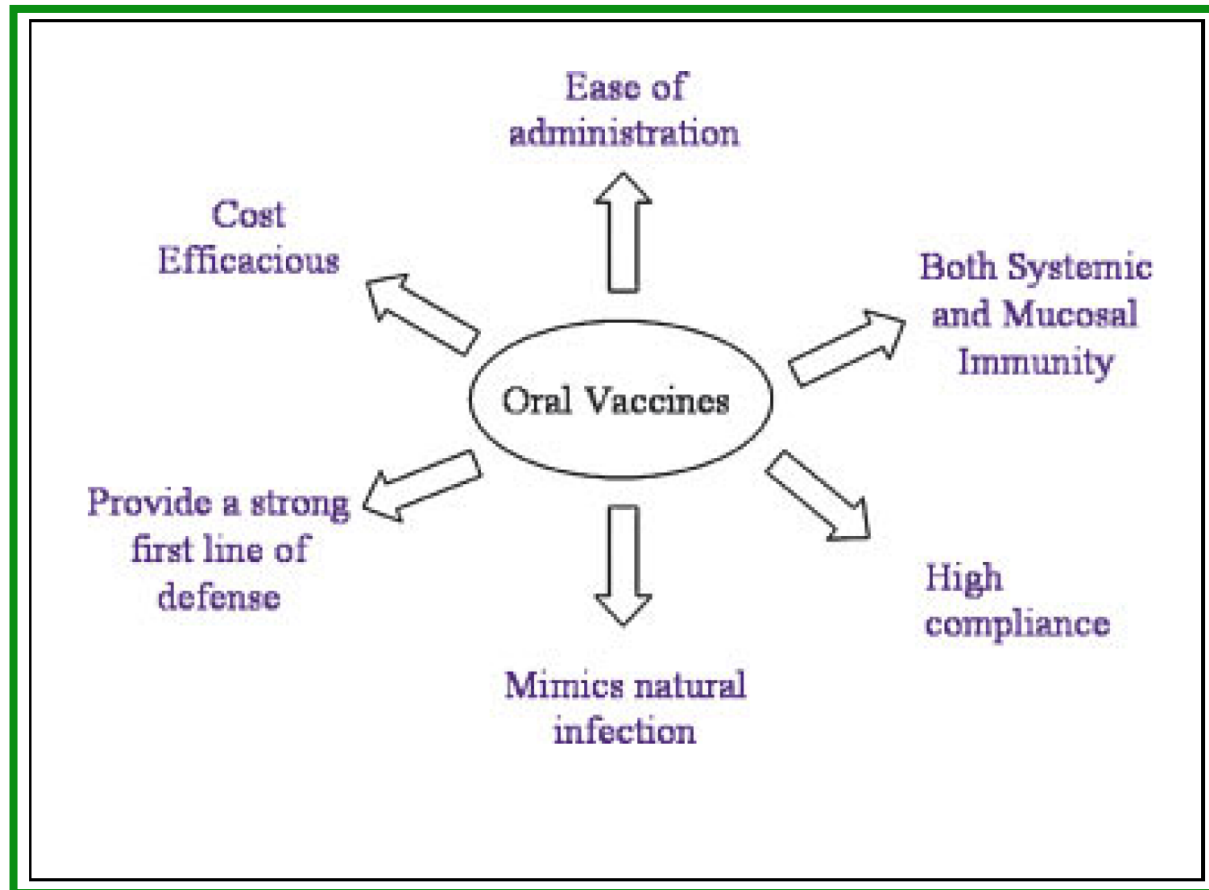 Ease of
administration
Cost
Efficacious
Both Systemic
and Mucosal
Immunity
Oral Vaccines
Provide a strong
first line of
defense
High
compliance
Mimics natural
infection